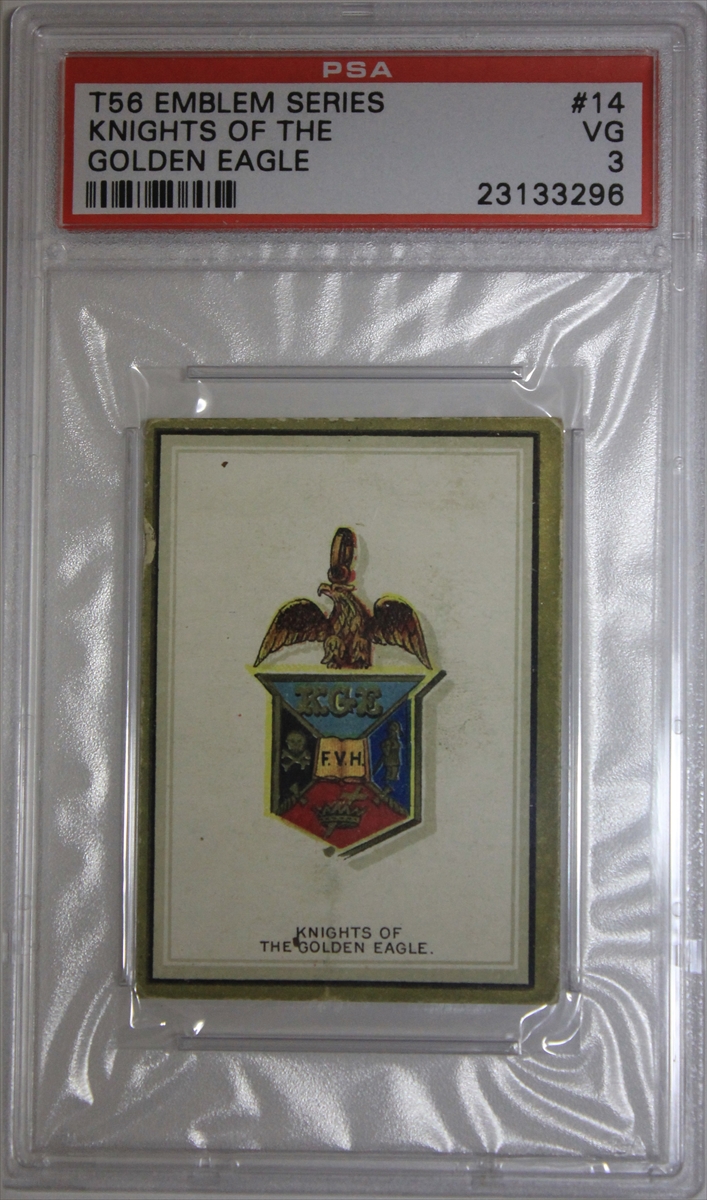 PSA
T56 EMBLEM SERIES #14
KNIGHTS OF THE VG
GOLDEN EAGLE 3
23133296
K.G.E.
F.V.H.
KNIGHTS OF
THE GOLDEN EAGLE.